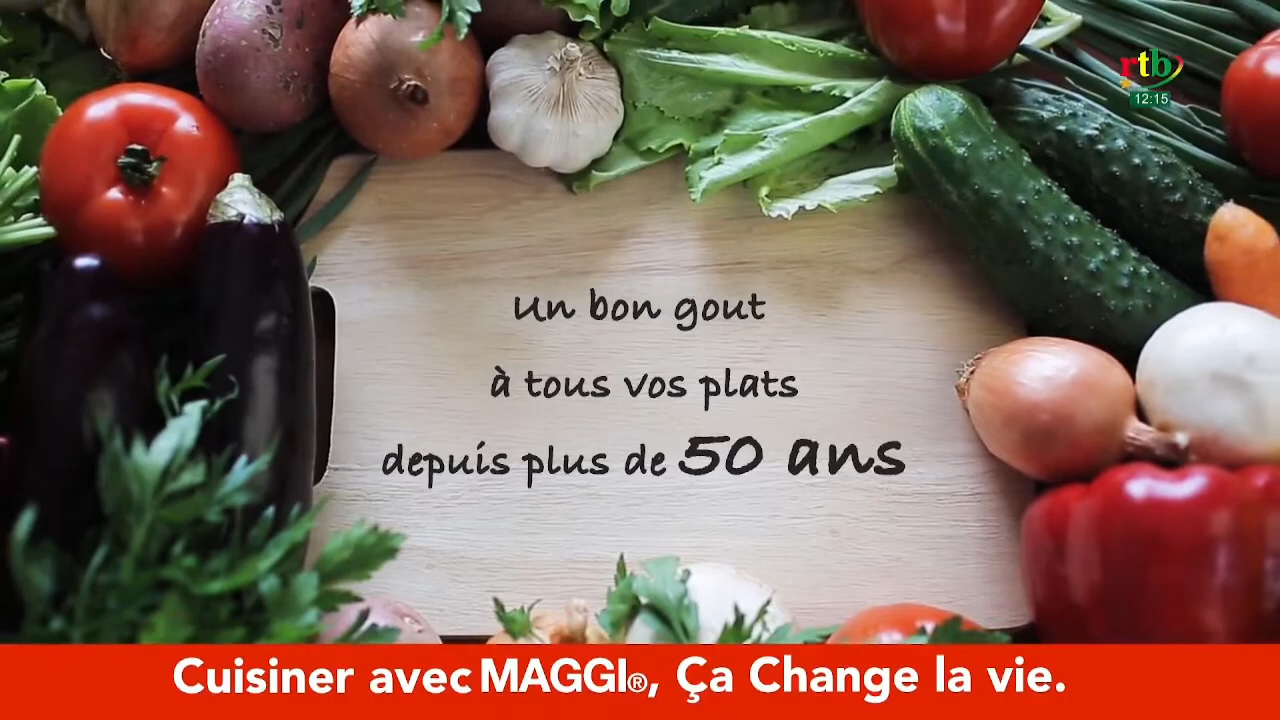 rtb
12:15
Un bon gout
à tous vos plats
depuis plus de 50 ans
Cuisiner avec MAGGI®, Ça Change la vie.